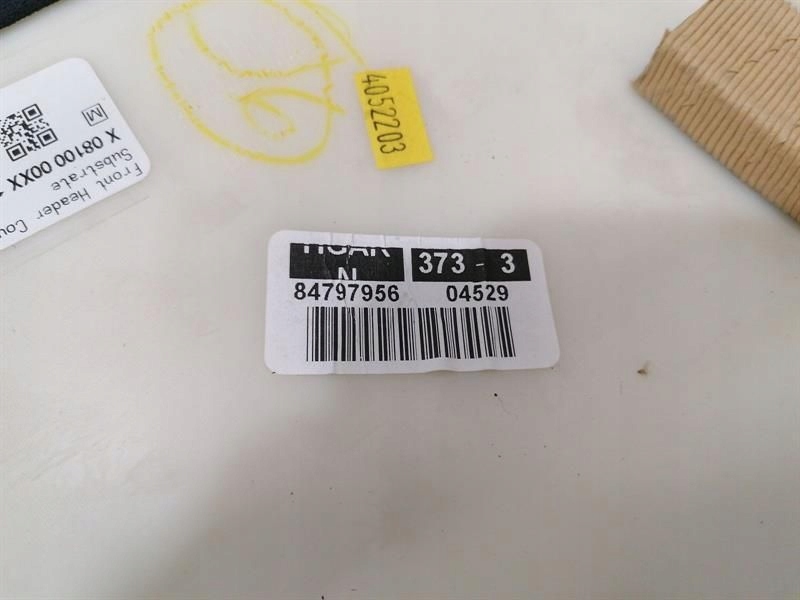 4052203
M
X 08100 00XX
Front Header
Substrate
373 - 3
84797956 04529